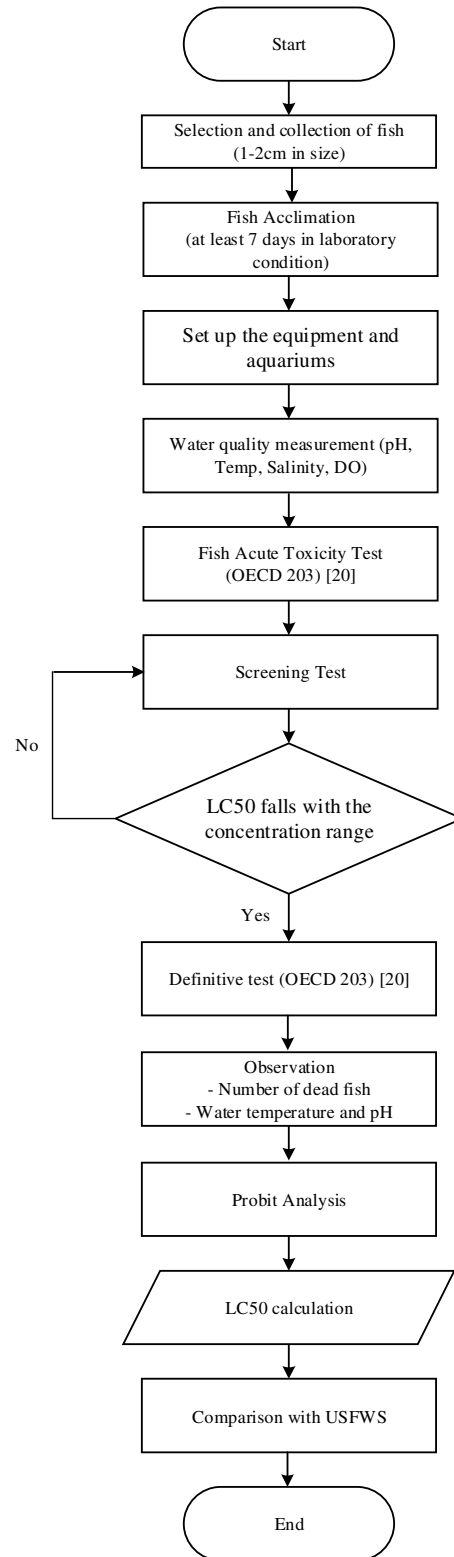 Start
Selection and collection of fish
(1-2cm in size)
Fish Acclimation
(at least 7 days in laboratory
condition)
Set up the equipment and
aquariums
Water quality measurement (pH,
Temp, Salinity, DO)
Fish Acute Toxicity Test
(OECD 203) [20]
Screening Test
No
LC50 falls with the
concentration range
Yes
Definitive test (OECD 203) [20]
Observation
- Number of dead fish
- Water temperature and pH
Probit Analysis
LC50 calculation
Comparison with USFWS
End